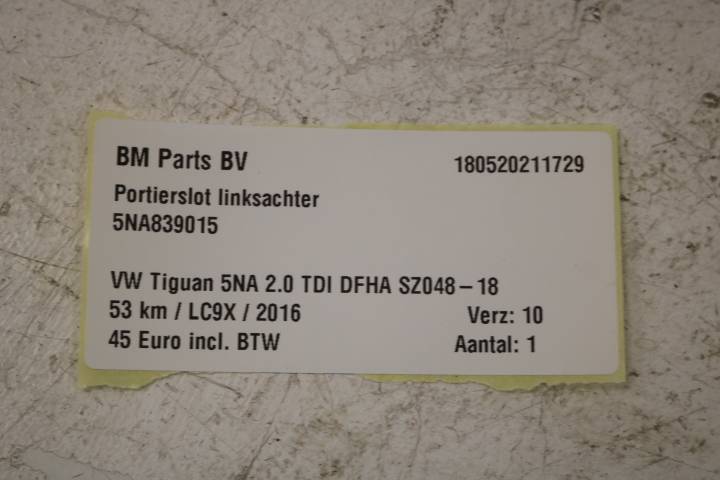 BM Parts BV 180520211729
Portierslot linksachter
5NA839015
VW Tiguan 5NA 2.0 TDI DFHA SZ048-18
53 km / LC9X / 2016 Verz: 10
45 Euro incl. BTW Aantal: 1